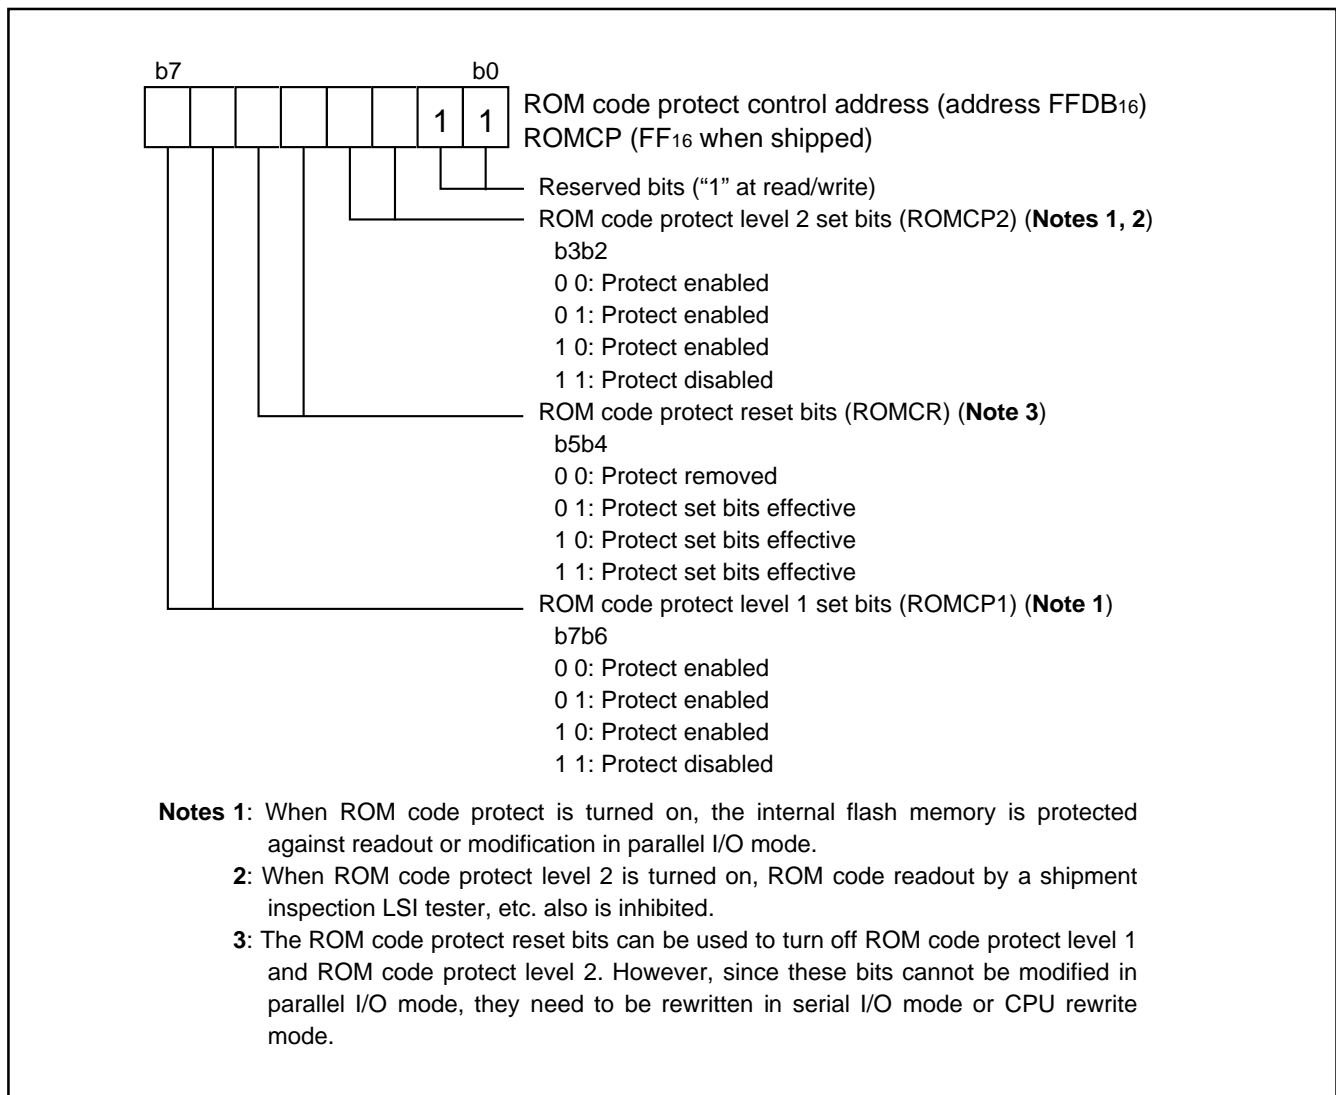 b7 b0
1 1
ROM code protect control address (address FFDB16)
ROMCP (FF16 when shipped)
Reserved bits (“1” at read/write)
ROM code protect level 2 set bits (ROMCP2) (Notes 1, 2)
b3b2
0 0: Protect enabled
0 1: Protect enabled
1 0: Protect enabled
1 1: Protect disabled
ROM code protect reset bits (ROMCR) (Note 3)
b5b4
0 0: Protect removed
0 1: Protect set bits effective
1 0: Protect set bits effective
1 1: Protect set bits effective
ROM code protect level 1 set bits (ROMCP1) (Note 1)
b7b6
0 0: Protect enabled
0 1: Protect enabled
1 0: Protect enabled
1 1: Protect disabled
Notes 1: When ROM code protect is turned on, the internal flash memory is protected
against readout or modification in parallel I/O mode.
2: When ROM code protect level 2 is turned on, ROM code readout by a shipment
inspection LSI tester, etc. also is inhibited.
3: The ROM code protect reset bits can be used to turn off ROM code protect level 1
and ROM code protect level 2. However, since these bits cannot be modified in
parallel I/O mode, they need to be rewritten in serial I/O mode or CPU rewrite
mode.